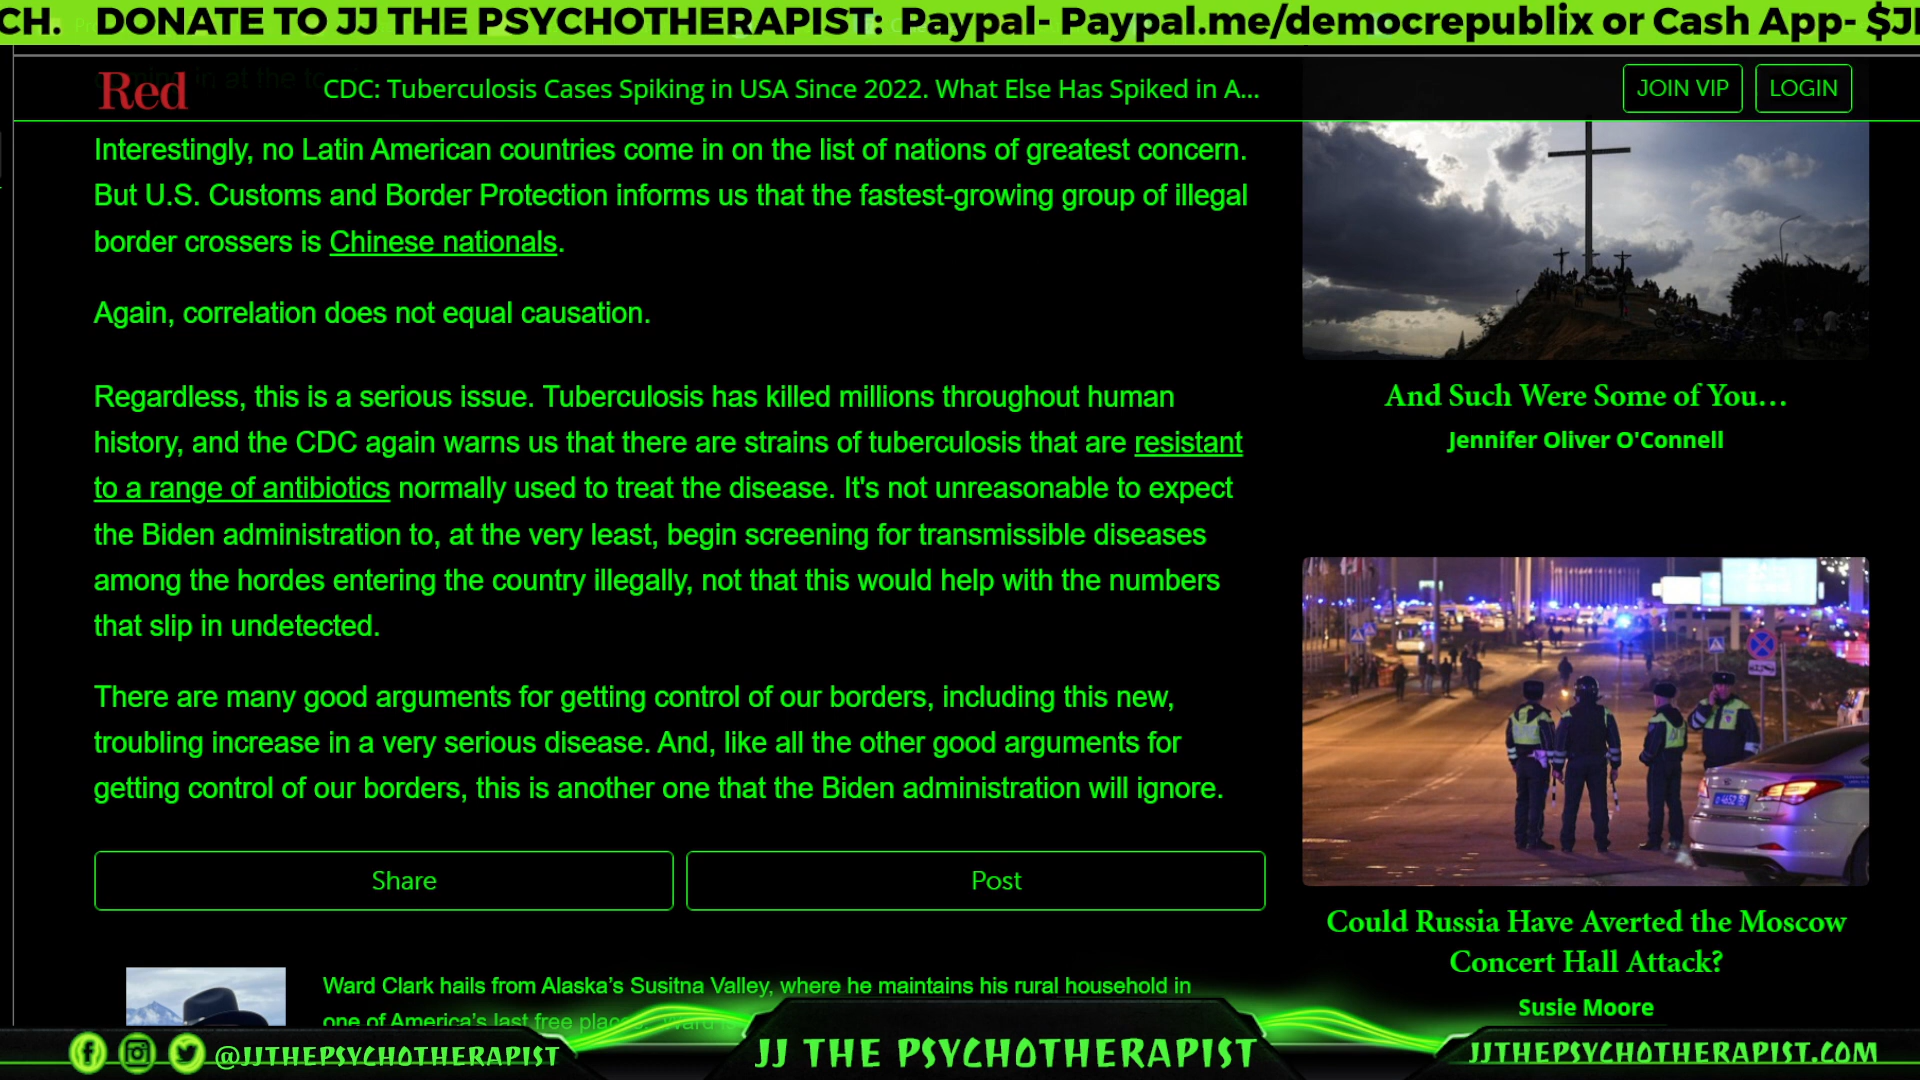 CH.   DONATE TO JJ THE PSYCHOTHERAPIST:  Paypal- Paypal.me/democrepublix or Cash App- $J
Red
CDC: Tuberculosis Cases Spiking in USA Since 2022. What Else Has Spiked in A...
JOIN VIP
LOGIN
Interestingly, no Latin American countries come in on the list of nations of greatest concern.
But U.S. Customs and Border Protection informs us that the fastest-growing group of illegal
border crossers is Chinese nationals.
Again, correlation does not equal causation.
Regardless, this is a serious issue. Tuberculosis has killed millions throughout human
history, and the CDC again warns us that there are strains of tuberculosis that are resistant
to a range of antibiotics normally used to treat the disease. It's not unreasonable to expect
the Biden administration to, at the very least, begin screening for transmissible diseases
among the hordes entering the country illegally, not that this would help with the numbers
that slip in undetected.
There are many good arguments for getting control of our borders, including this new,
troubling increase in a very serious disease. And, like all the other good arguments for
getting control of our borders, this is another one that the Biden administration will ignore.
Share
Post
Ward Clark hails from Alaska's Susitna Valley, where he maintains his rural household in
one of America's last free places. Ward is
And Such Were Some of You...
Jennifer Oliver O'Connell
Could Russia Have Averted the Moscow
Concert Hall Attack?
Susie Moore
@JJTHEPSYCHOTHERAPIST
JJ THE PSYCHOTHERAPIST
JJTHEPSYCHOTHERAPIST.COM